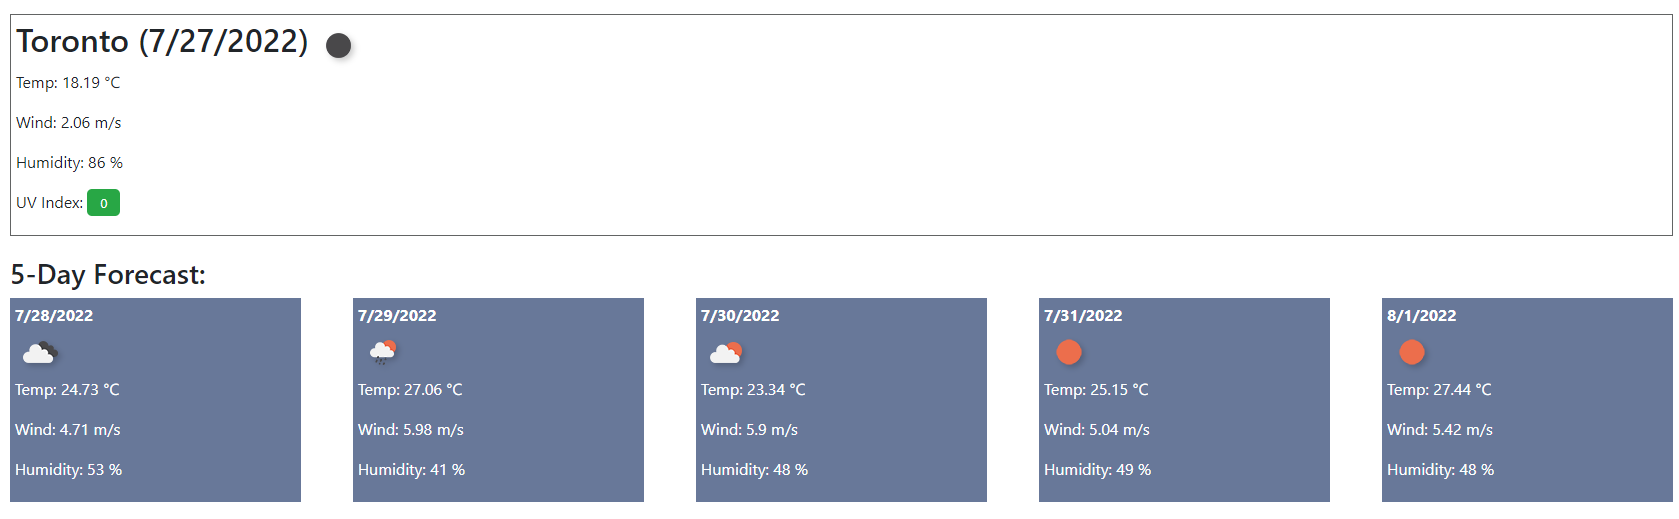 Toronto (7/27/2022)
Temp: 18.19 °C
Wind: 2.06 m/s
Humidity: 86 %
UV Index: 0
5-Day Forecast:
7/28/2022
Temp: 24.73 °C
Wind: 4.71 m/s
Humidity: 53 %
7/29/2022
Temp: 27.06 °C
Wind: 5.98 m/s
Humidity: 41 %
7/30/2022
Temp: 23.34 °C
Wind: 5.9 m/s
Humidity: 48 %
7/31/2022
Temp: 25.15 °C
Wind: 5.04 m/s
Humidity: 49 %
8/1/2022
Temp: 27.44 °C
Wind: 5.42 m/s
Humidity: 48 %